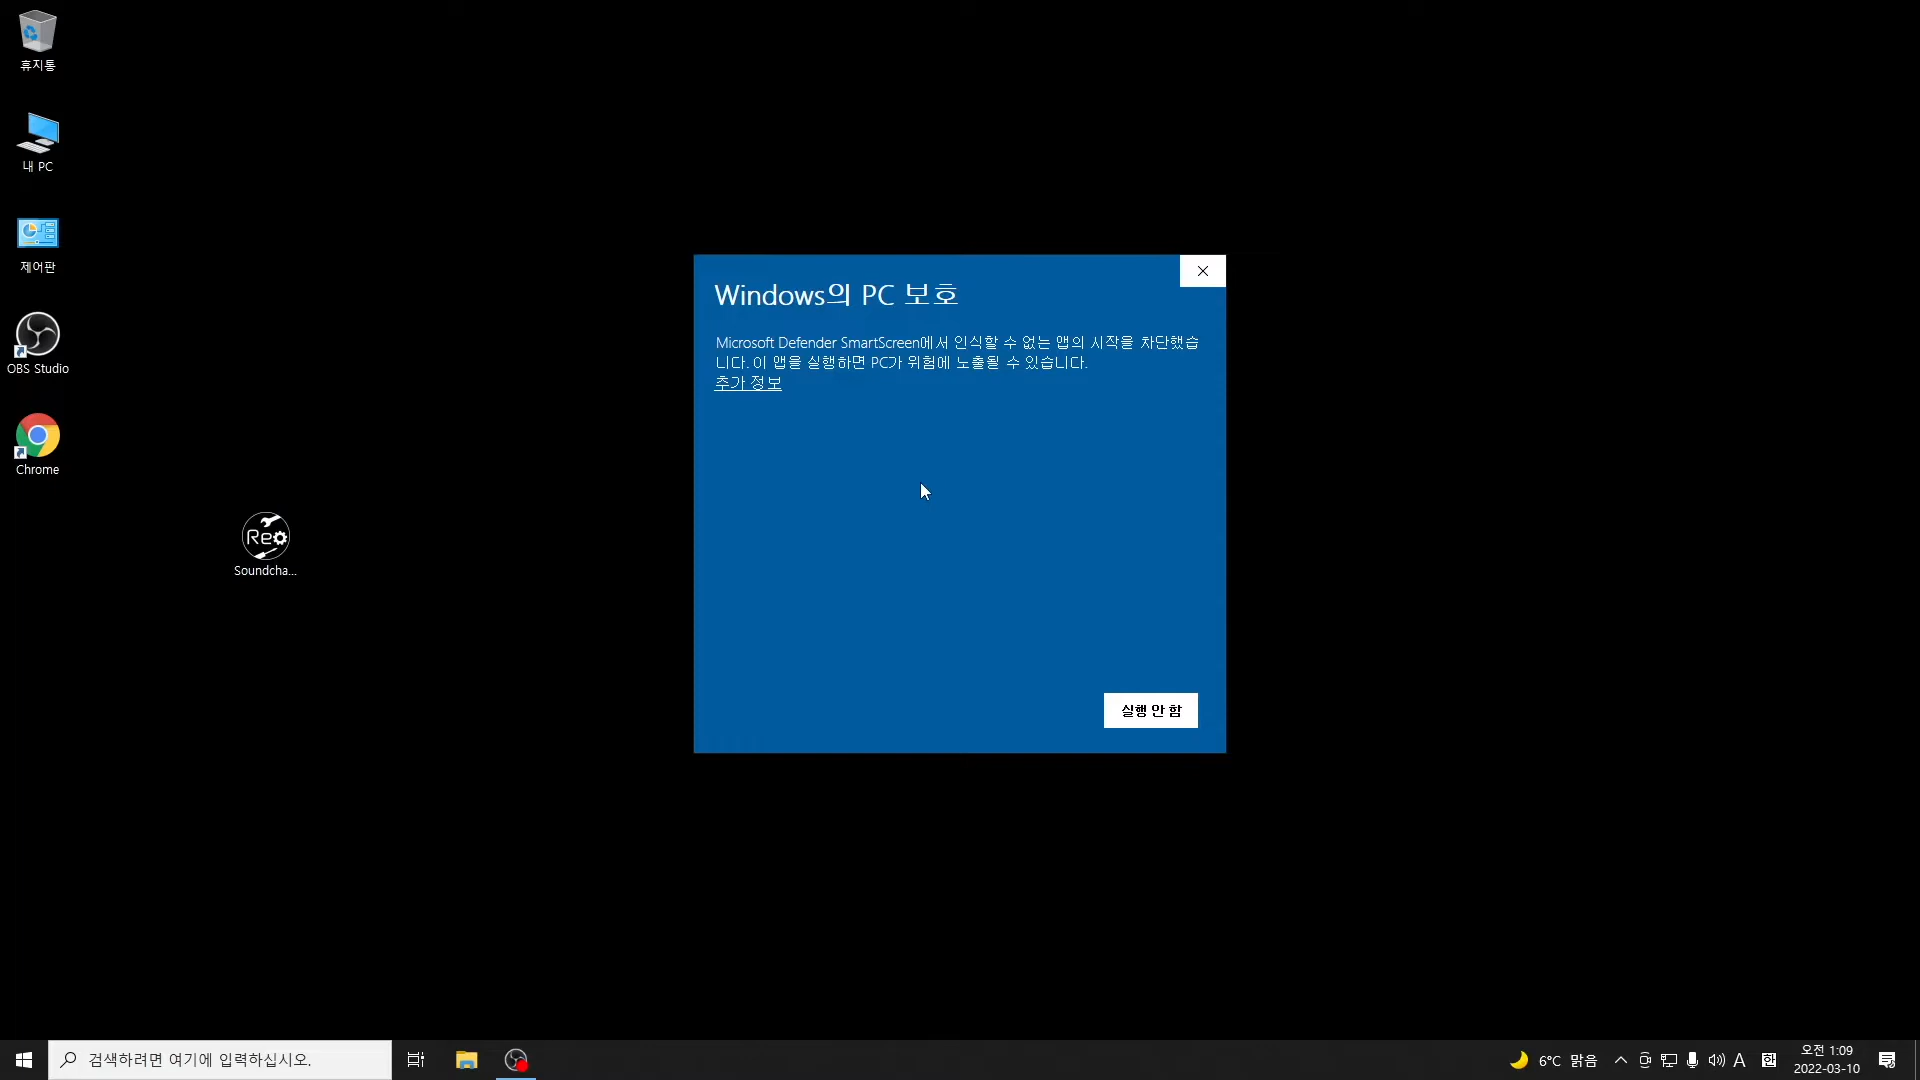 휴지통
내 PC
제어판
OBS Studio
Chrome
Reo
Soundcha...
Windows의 PC 보호
Microsoft Defender SmartScreen에서 인식할 수 없는 앱의 시작을 차단했습
니다. 이 앱을 실행하면 PC가 위험에 노출될 수 있습니다.
추가 정보
실행 안 함
검색하려면 여기에 입력하십시오.
6°C 맑음
A
한
오전 1:09
2022-03-10